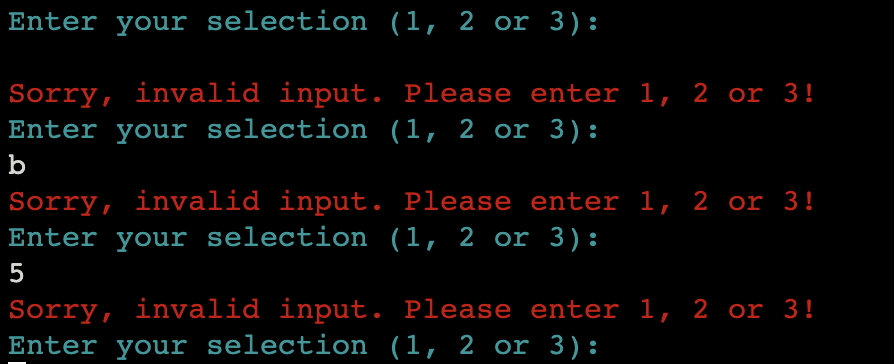 Enter your selection (1, 2 or 3):
Sorry, invalid input. Please enter 1, 2 or 3!
Enter your selection (1, 2 or 3):
b
Sorry, invalid input. Please enter 1, 2 or 3!
Enter your selection (1, 2 or 3):
5
Sorry, invalid input. Please enter 1, 2 or 3!
Enter your selection (1, 2 or 3):